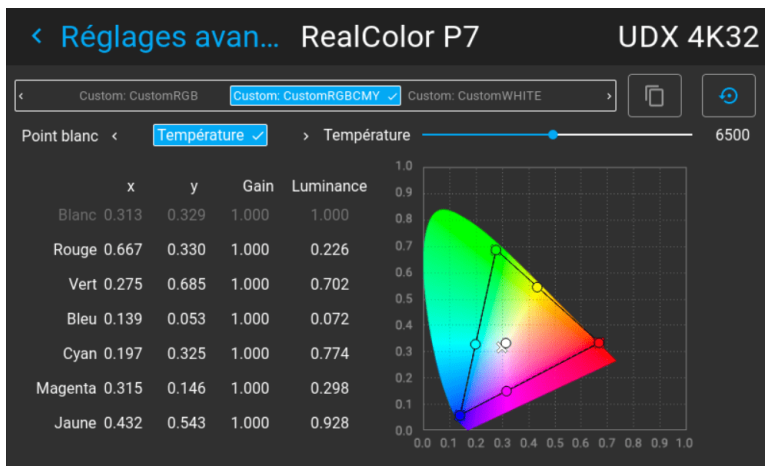 ‹ Réglages avan... RealColor P7 UDX 4K32
‹ Custom: CustomRGB Custom: CustomRGBCMY ✓ Custom: CustomWHITE ›
Point blanc ‹ Température ✓ › Température 6500
x y Gain Luminance
Blanc 0.313 0.329 1.000 1.000
Rouge 0.667 0.330 1.000 0.226
Vert 0.275 0.685 1.000 0.702
Bleu 0.139 0.053 1.000 0.072
Cyan 0.197 0.325 1.000 0.774
Magenta 0.315 0.146 1.000 0.298
Jaune 0.432 0.543 1.000 0.928
1.0
0.9
0.8
0.7
0.6
0.5
0.4
0.3
0.2
0.1
0.0
0.0 0.1 0.2 0.3 0.4 0.5 0.6 0.7 0.8 0.9 1.0